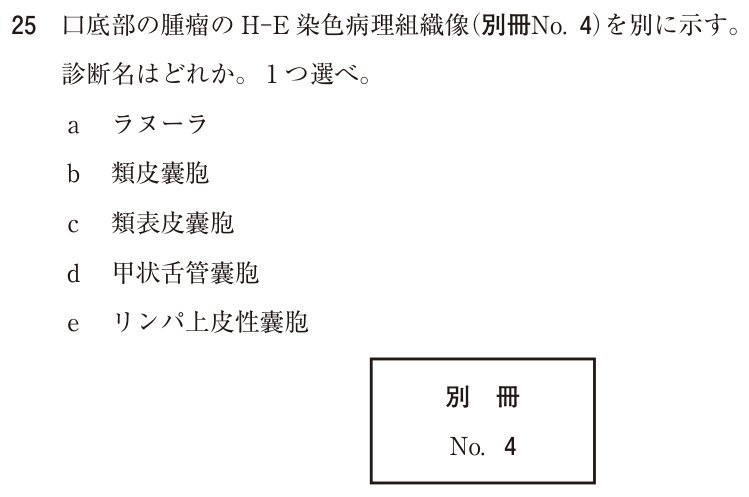 25 口底部の腫瘤の H-E 染色病理組織像(別冊No. 4)を別に示す。
診断名はどれか。1つ選べ。
a ラヌーラ
b 類皮嚢胞
c 類表皮嚢胞
d 甲状舌管嚢胞
e リンパ上皮性嚢胞
別 冊
No. 4